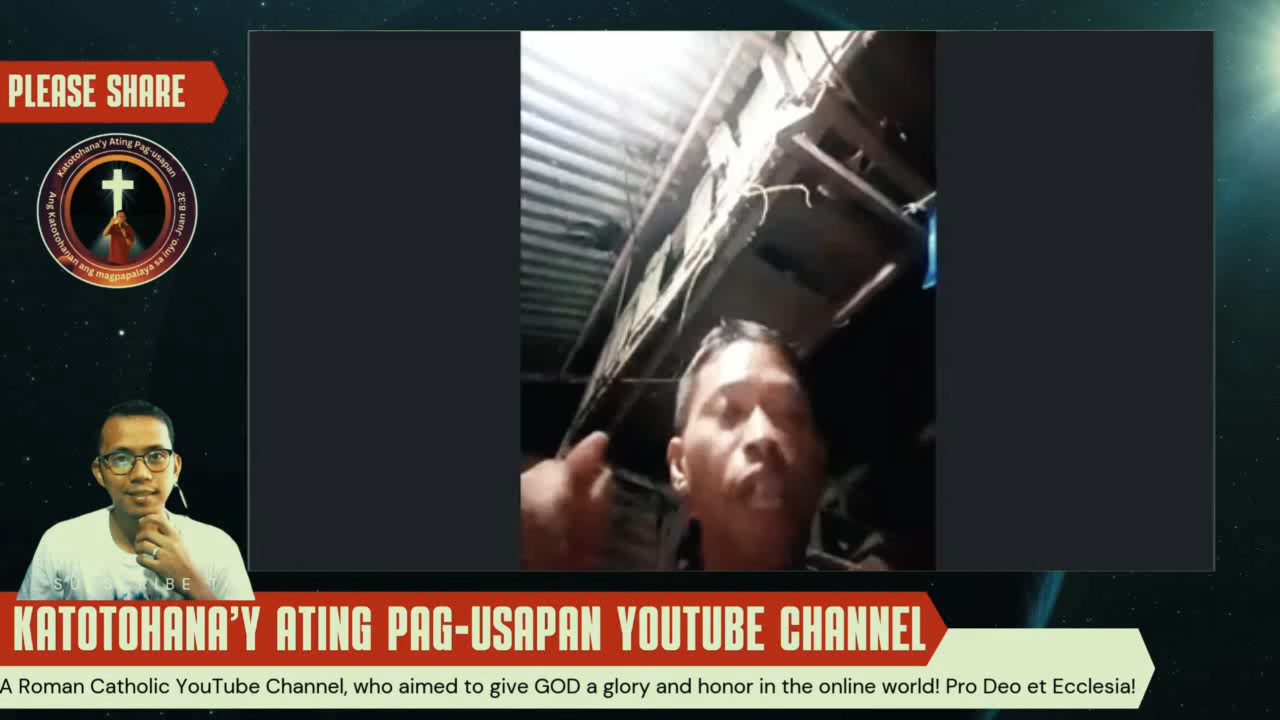 PLEASE SHARE
Katotohana'y Ating Pag-usapan
Ang Katotohanan ang magpapalaya sa inyo. Juan 8:32
SUBSCRIBE T
KATOTOHANA'Y ATING PAG-USAPAN YOUTUBE CHANNEL
A Roman Catholic YouTube Channel, who aimed to give GOD a glory and honor in the online world! Pro Deo et Ecclesia!